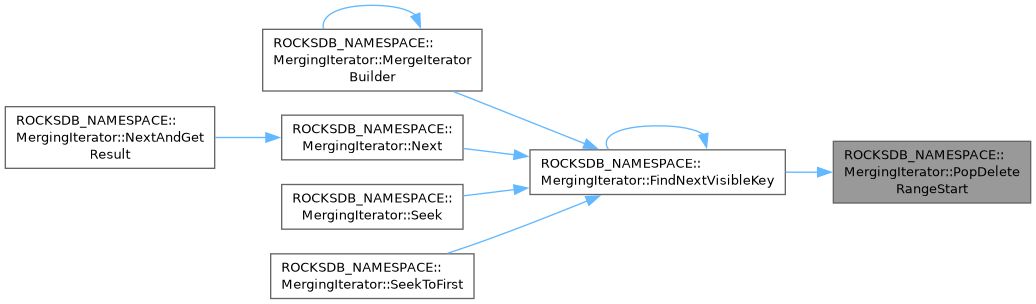 ROCKSDB_NAMESPACE::
MergingIterator::MergeIterator
Builder
ROCKSDB_NAMESPACE::
MergingIterator::NextAndGet
Result
ROCKSDB_NAMESPACE::
MergingIterator::Next
ROCKSDB_NAMESPACE::
MergingIterator::FindNextVisibleKey
ROCKSDB_NAMESPACE::
MergingIterator::PopDelete
RangeStart
ROCKSDB_NAMESPACE::
MergingIterator::Seek
ROCKSDB_NAMESPACE::
MergingIterator::SeekToFirst